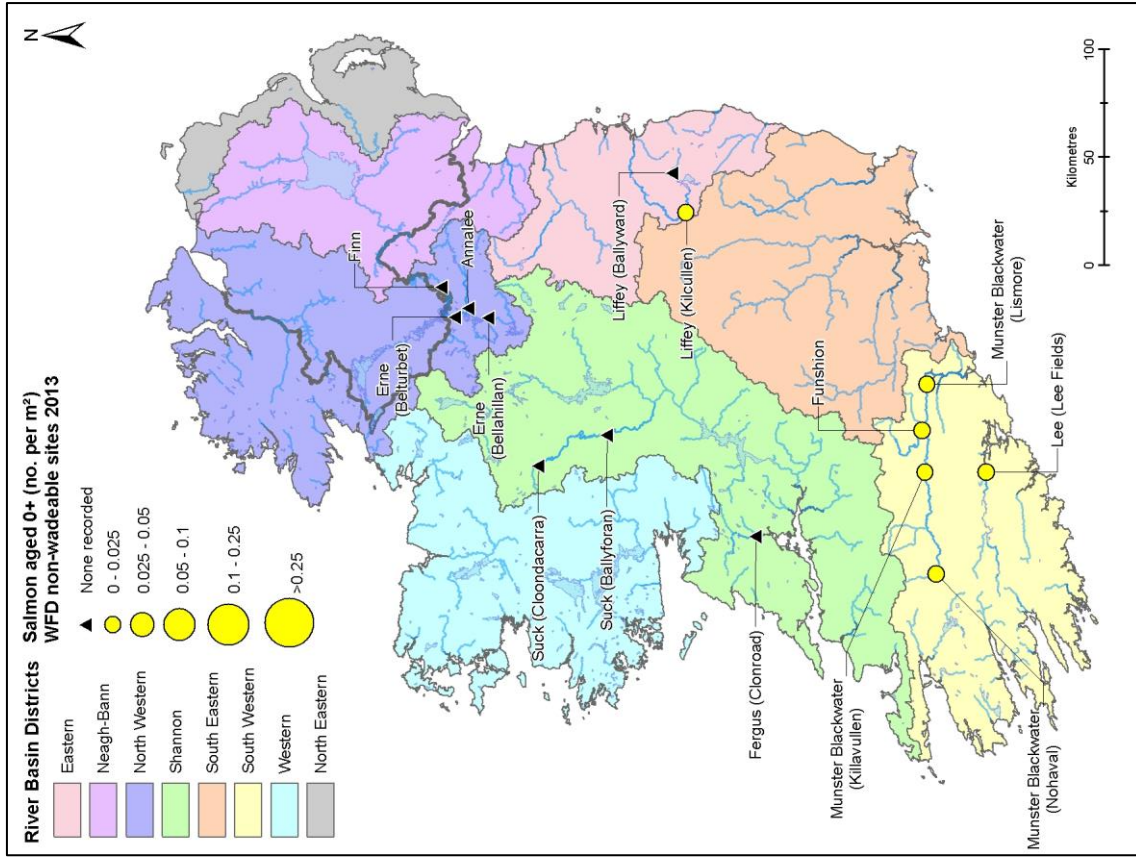 River Basin Districts
Eastern
Neagh-Bann
North Western
Shannon
South Eastern
South Western
Western
North Eastern
Salmon aged 0+ (no. per m²)
WFD non-wadeable sites 2013
None recorded
0 - 0.025
0.025 - 0.05
0.05 - 0.1
0.1 - 0.25
>0.25
N
Finn
Annalee
Erne
(Belturbet)
Erne
(Bellahillan)
Suck (Cloondacarra)
Suck (Ballyforan)
Liffey (Ballyward)
Liffey (Kilcullen)
Fergus (Clonroad)
Funshion
Munster Blackwater
(Lismore)
Lee (Lee Fields)
Munster Blackwater
(Killavullen)
Munster Blackwater
(Nohaval)
0
50
100
Kilometres